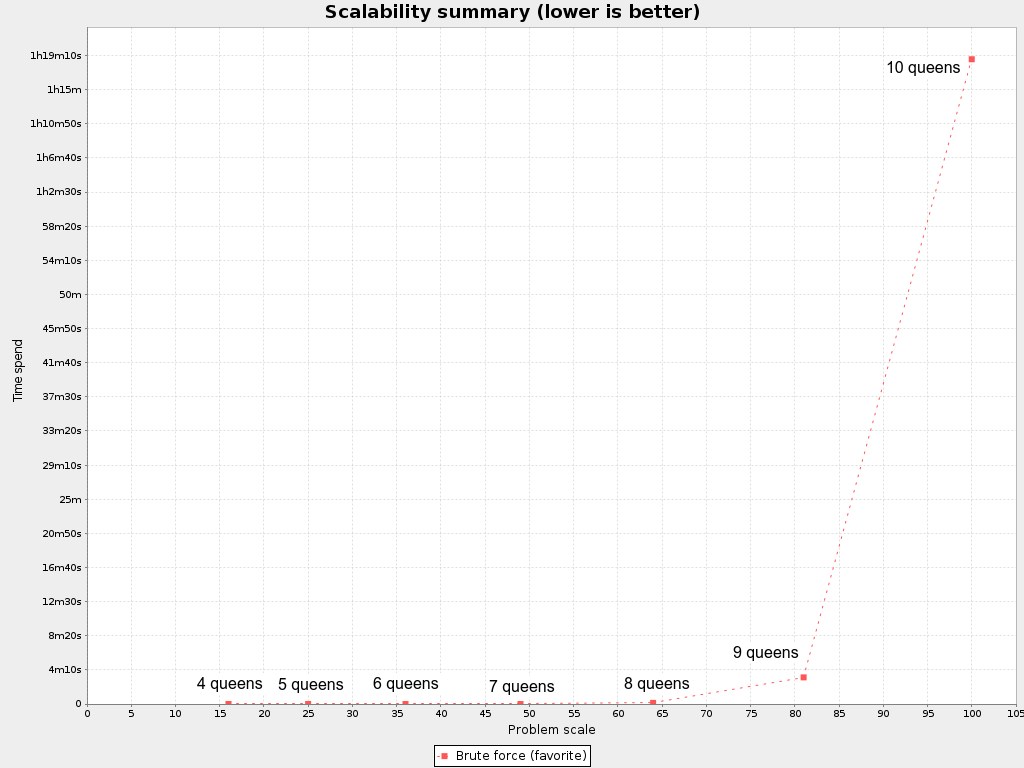 Scalability summary (lower is better)
1h19m10s
1h15m
1h10m50s
1h6m40s
1h2m30s
58m20s
54m10s
50m
45m50s
41m40s
37m30s
33m20s
29m10s
25m
20m50s
16m40s
12m30s
8m20s
4m10s
0
Time spend
10 queens
9 queens
4 queens 5 queens 6 queens 7 queens 8 queens
0 5 10 15 20 25 30 35 40 45 50 55 60 65 70 75 80 85 90 95 100 105
Problem scale
Brute force (favorite)